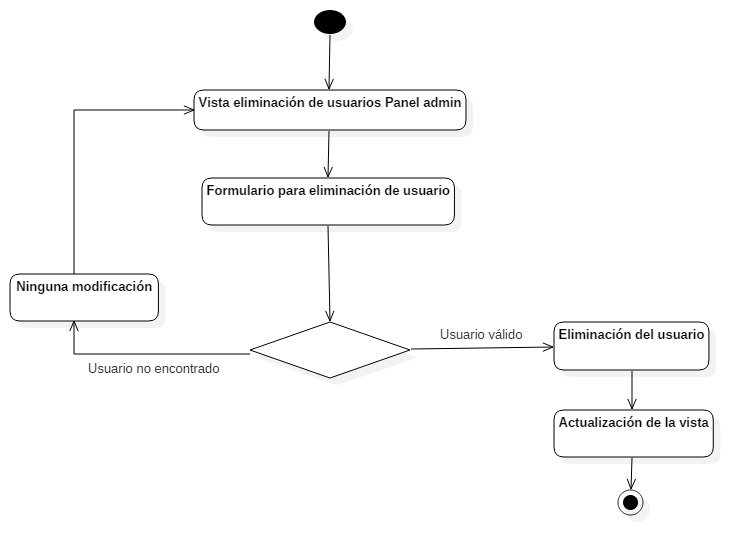 Vista eliminación de usuarios Panel admin
Formulario para eliminación de usuario
Ninguna modificación
Usuario válido
Eliminación del usuario
Usuario no encontrado
Actualización de la vista